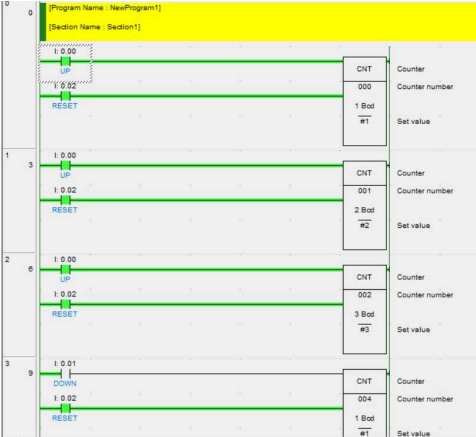 0
0
[Program Name : NewProgram1]
[Section Name : Section1]
I: 0.00
UP
CNT
Counter
I: 0.02
RESET
000
Counter number
1 Bcd
#1
Set value
1
3
I: 0.00
UP
CNT
Counter
I: 0.02
RESET
001
Counter number
2 Bcd
#2
Set value
2
6
I: 0.00
UP
CNT
Counter
I: 0.02
RESET
002
Counter number
3 Bcd
#3
Set value
3
9
I: 0.01
DOWN
CNT
Counter
I: 0.02
RESET
004
Counter number
1 Bcd
#1
Set value